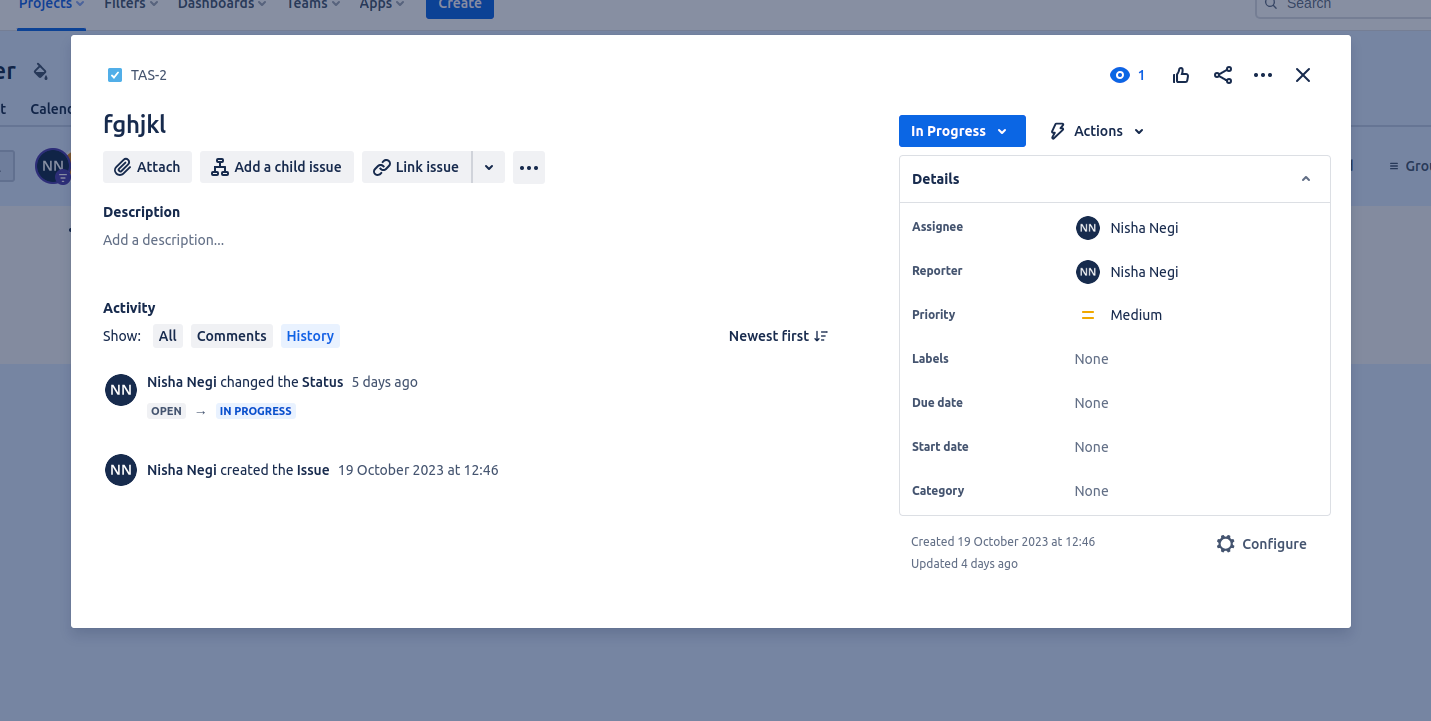 Projects Filters Dashboards Teams Apps Create Search
TAS-2
1
er
fghjkl
In Progress Actions
NN
Attach Add a child issue Link issue
Details
Description
Add a description...
Assignee NN Nisha Negi
Reporter NN Nisha Negi
Priority Medium
Labels None
Due date None
Start date None
Category None
Activity
Show: All Comments History Newest first
NN Nisha Negi changed the Status 5 days ago
OPEN → IN PROGRESS
NN Nisha Negi created the Issue 19 October 2023 at 12:46
Created 19 October 2023 at 12:46
Updated 4 days ago
Configure